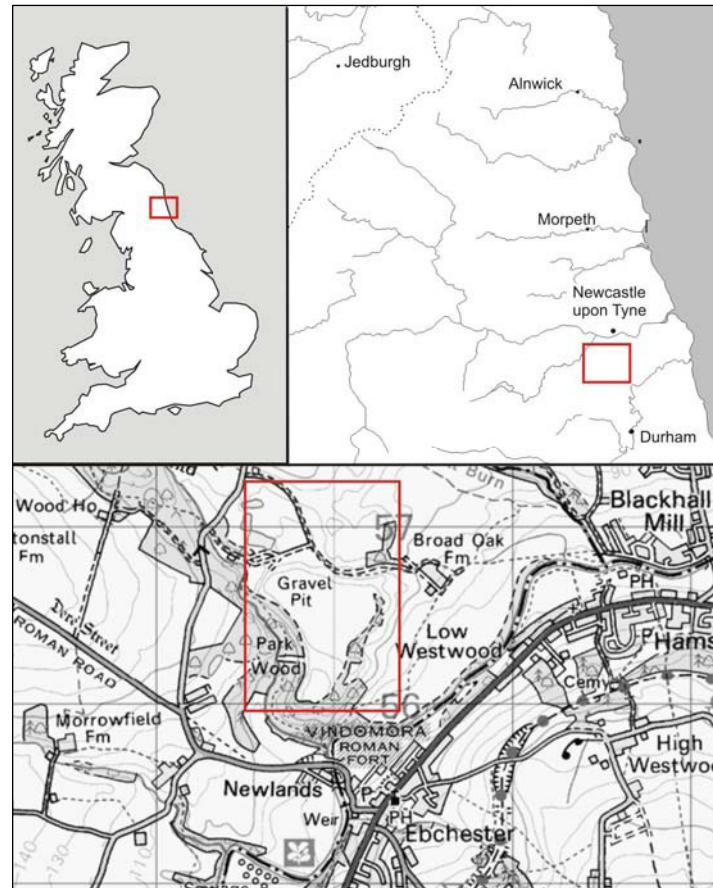 Jedburgh
Alnwick
Morpeth
Newcastle
upon Tyne
Durham
Wood Ho
tonstall
Fm
57
Burn
Blackhall
Mill
Broad Oak
Fm
Gravel
Pit
PH
Dere Street
ROMAN ROAD
Park
Wood
Low
Westwood
Hams
Cemy
56
VINDOMORA
ROMAN
FORT
Morrowfield
Fm
High
Westwo
Newlands
P
Weir
PH
Ebchester
140
130